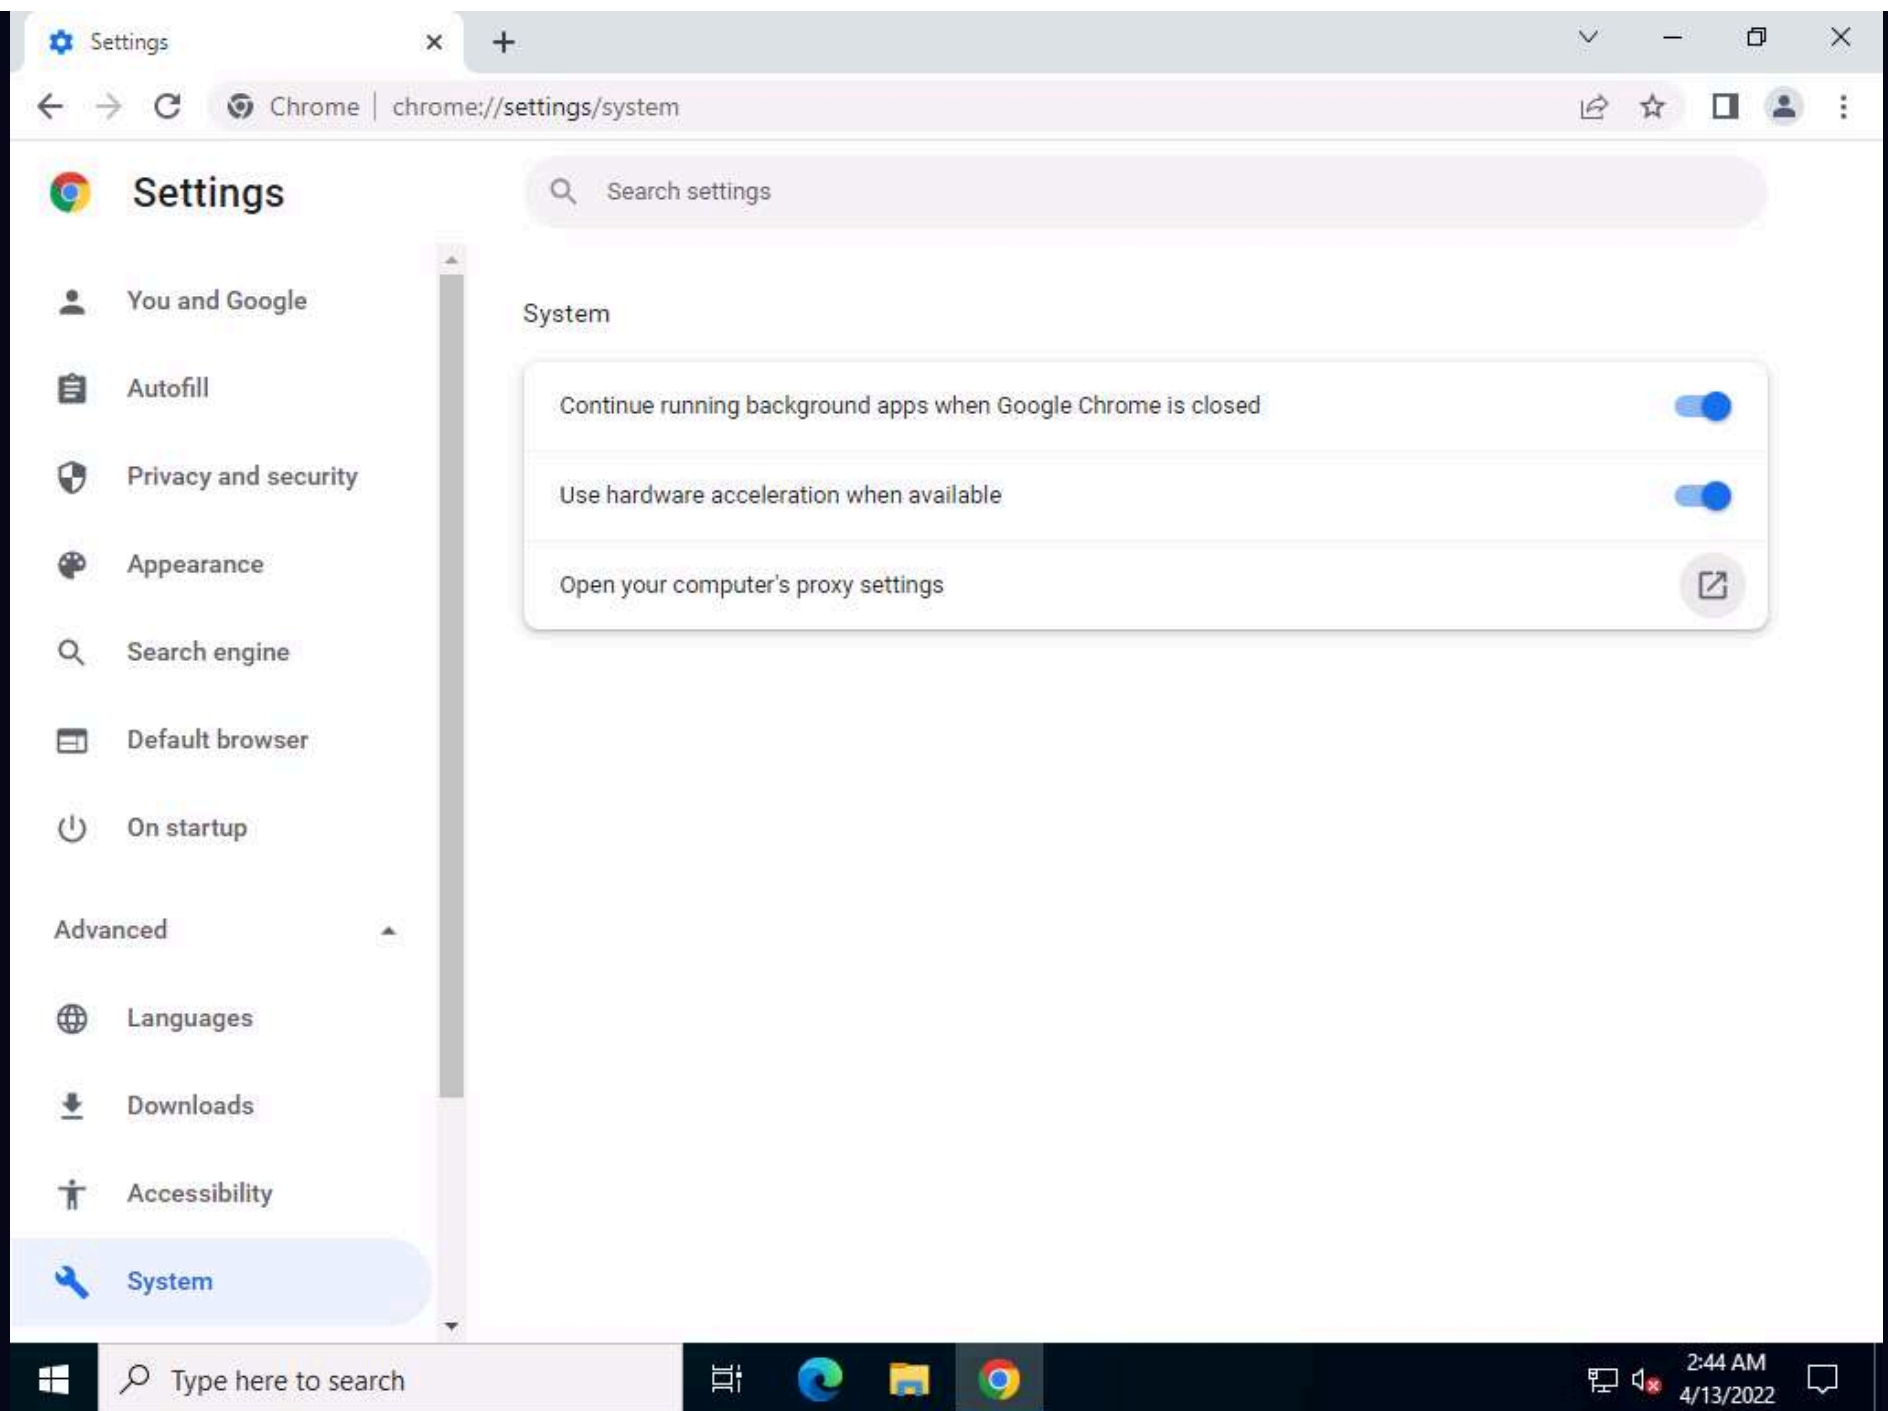 Settings
Chrome | chrome://settings/system
Settings
Search settings
You and Google
Autofill
Privacy and security
Appearance
Search engine
Default browser
On startup
Advanced
Languages
Downloads
Accessibility
System
System
Continue running background apps when Google Chrome is closed
Use hardware acceleration when available
Open your computer's proxy settings
Type here to search
2:44 AM
4/13/2022